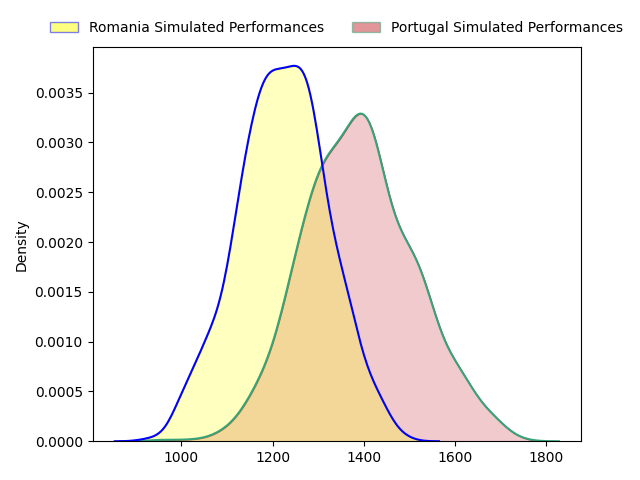 Romania Simulated Performances
Portugal Simulated Performances
Density
0.0035
0.0030
0.0025
0.0020
0.0015
0.0010
0.0005
0.0000
1000 1200 1400 1600 1800